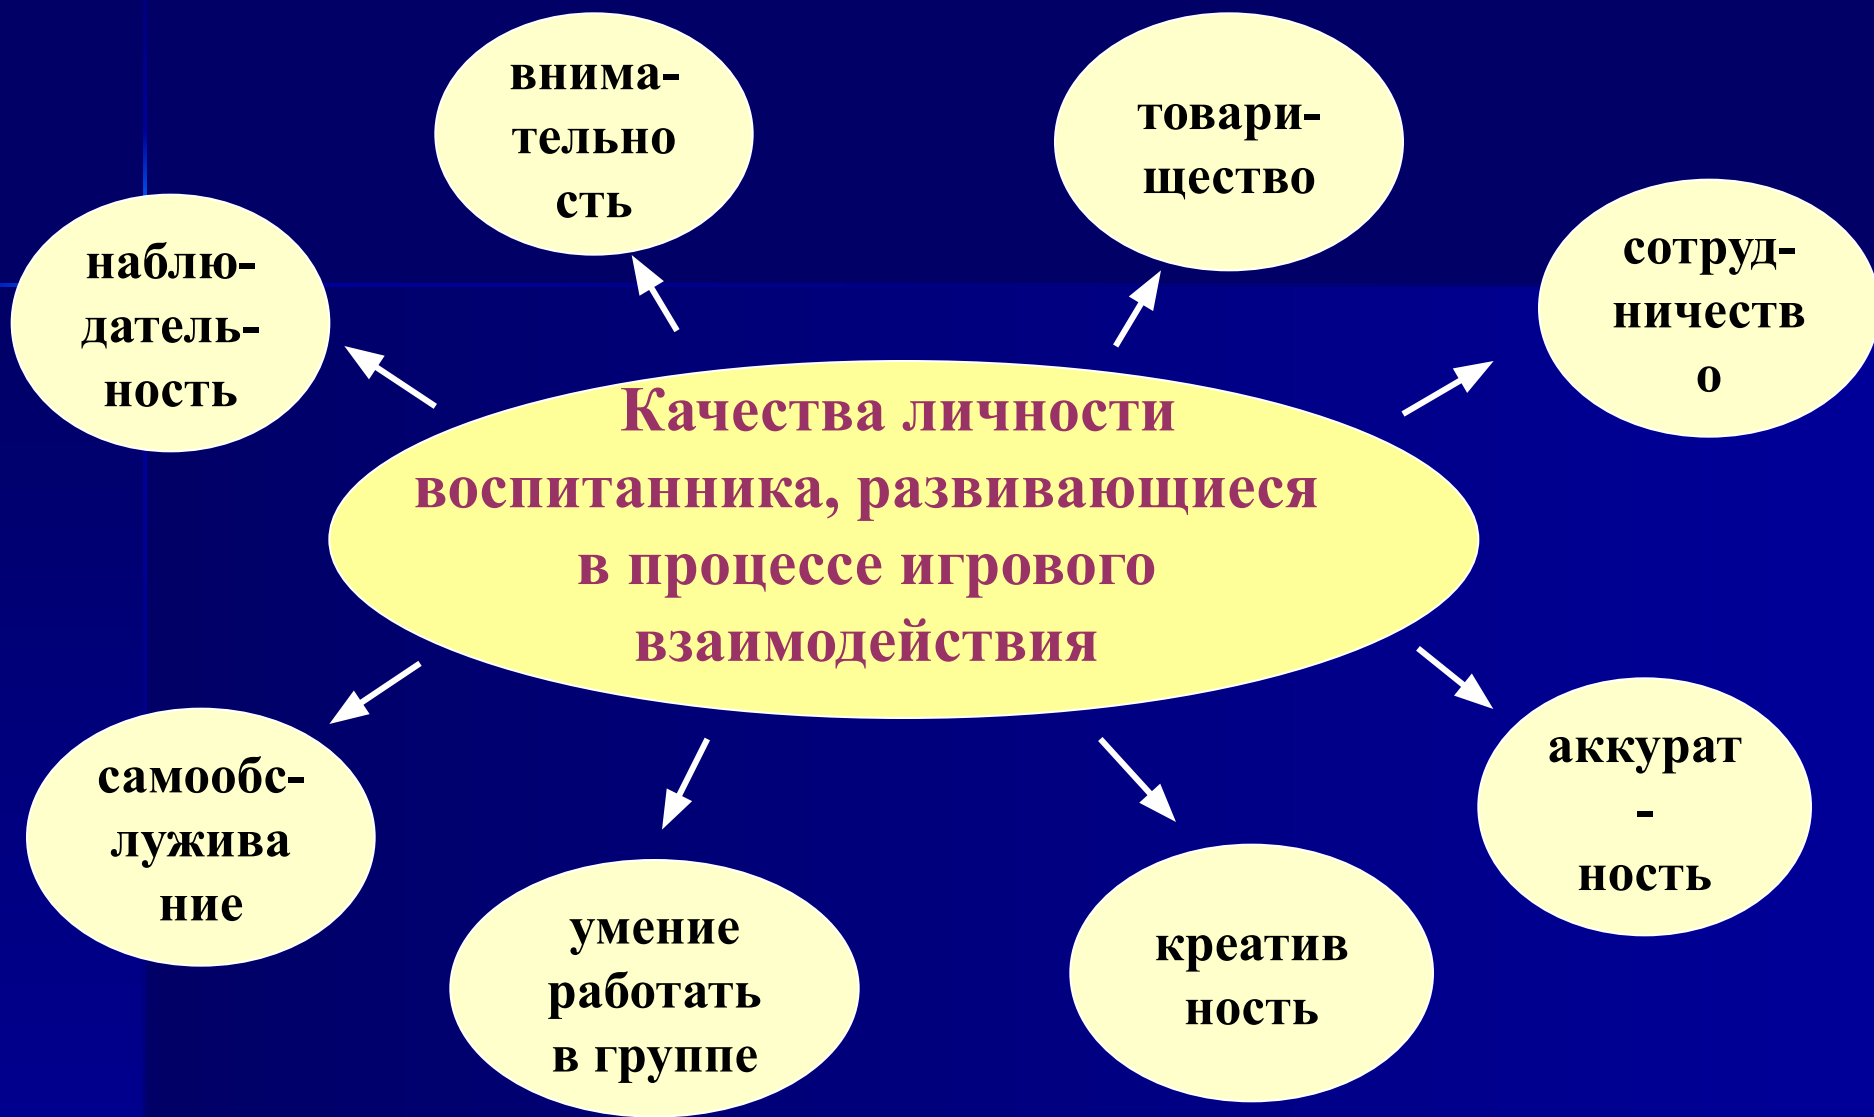 внима-
тельно
сть
товари-
щество
наблю-
датель-
ность
сотруд-
ничеств
о
Качества личности
воспитанника, развивающиеся
в процессе игрового
взаимодействия
самообс-
лужива
ние
умение
работать
в группе
креатив
ность
аккурат
-
ность